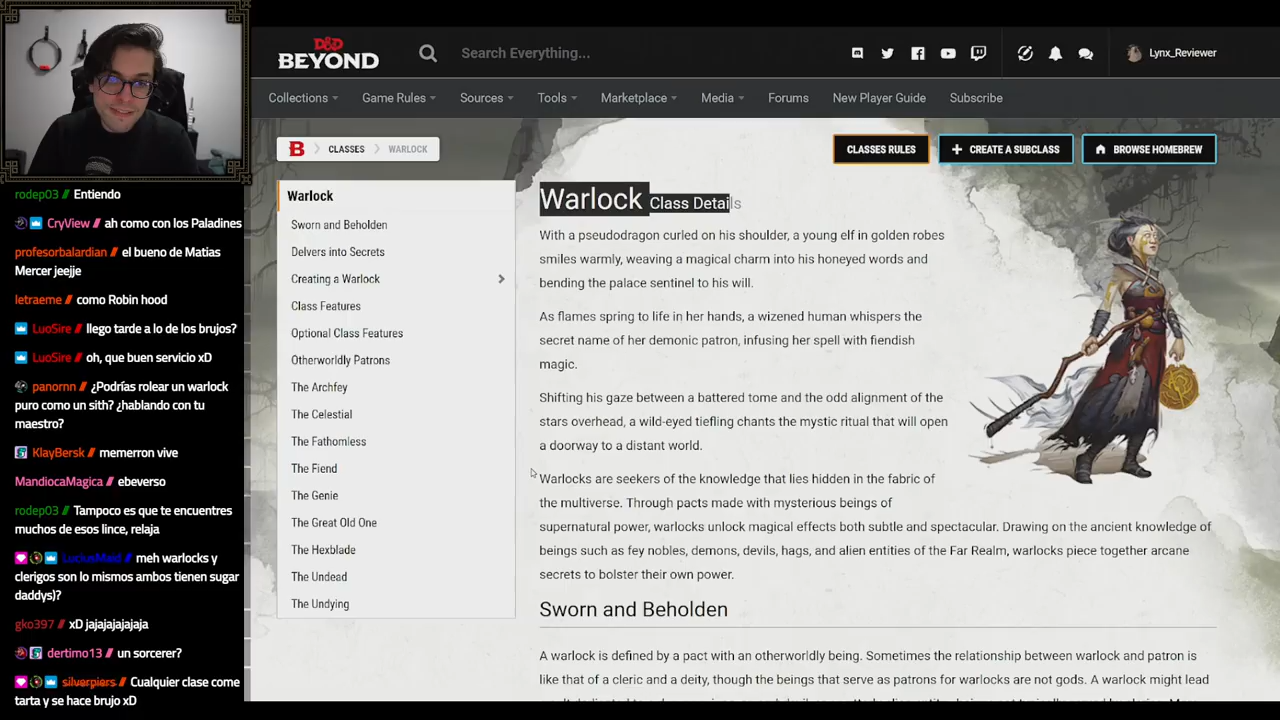 D&D
BEYOND
Search Everything...
Lynx_Reviewer
Collections
Game Rules
Sources
Tools
Marketplace
Media
Forums
New Player Guide
Subscribe
B
CLASSES
WARLOCK
CLASSES RULES
+ CREATE A SUBCLASS
BROWSE HOMEBREW
rodep03 // Entiendo
CryView // ah como con los Paladines
profesorbalardian // el bueno de Matias
Mercer jeejje
letraeme // como Robin hood
LuoSire // llego tarde a lo de los brujos?
LuoSire // oh, que buen servicio xD
panornn // ¿Podrías rolear un warlock
puro como un sith? ¿hablando con tu
maestro?
KlayBersk // memerron vive
MandiocaMagica // ebeverso
rodep03 // Tampoco es que te encuentres
muchos de esos lince, relaja
LuciusMaid // meh warlocks y
clerigos son lo mismos ambos tienen sugar
daddys)?
gko397 // xD jajajajajajaja
dertimo13 // un sorcerer?
silverpiers // Cualquier clase come
tarta y se hace brujo xD
Warlock
Sworn and Beholden
Delvers into Secrets
Creating a Warlock
Class Features
Optional Class Features
Otherworldly Patrons
The Archfey
The Celestial
The Fathomless
The Fiend
The Genie
The Great Old One
The Hexblade
The Undead
The Undying
Warlock Class Details
With a pseudodragon curled on his shoulder, a young elf in golden robes
smiles warmly, weaving a magical charm into his honeyed words and
bending the palace sentinel to his will.
As flames spring to life in her hands, a wizened human whispers the
secret name of her demonic patron, infusing her spell with fiendish
magic.
Shifting his gaze between a battered tome and the odd alignment of the
stars overhead, a wild-eyed tiefling chants the mystic ritual that will open
a doorway to a distant world.
Warlocks are seekers of the knowledge that lies hidden in the fabric of
the multiverse. Through pacts made with mysterious beings of
supernatural power, warlocks unlock magical effects both subtle and spectacular. Drawing on the ancient knowledge of
beings such as fey nobles, demons, devils, hags, and alien entities of the Far Realm, warlocks piece together arcane
secrets to bolster their own power.
Sworn and Beholden
A warlock is defined by a pact with an otherworldly being. Sometimes the relationship between warlock and patron is
like that of a cleric and a deity, though the beings that serve as patrons for warlocks are not gods. A warlock might lead